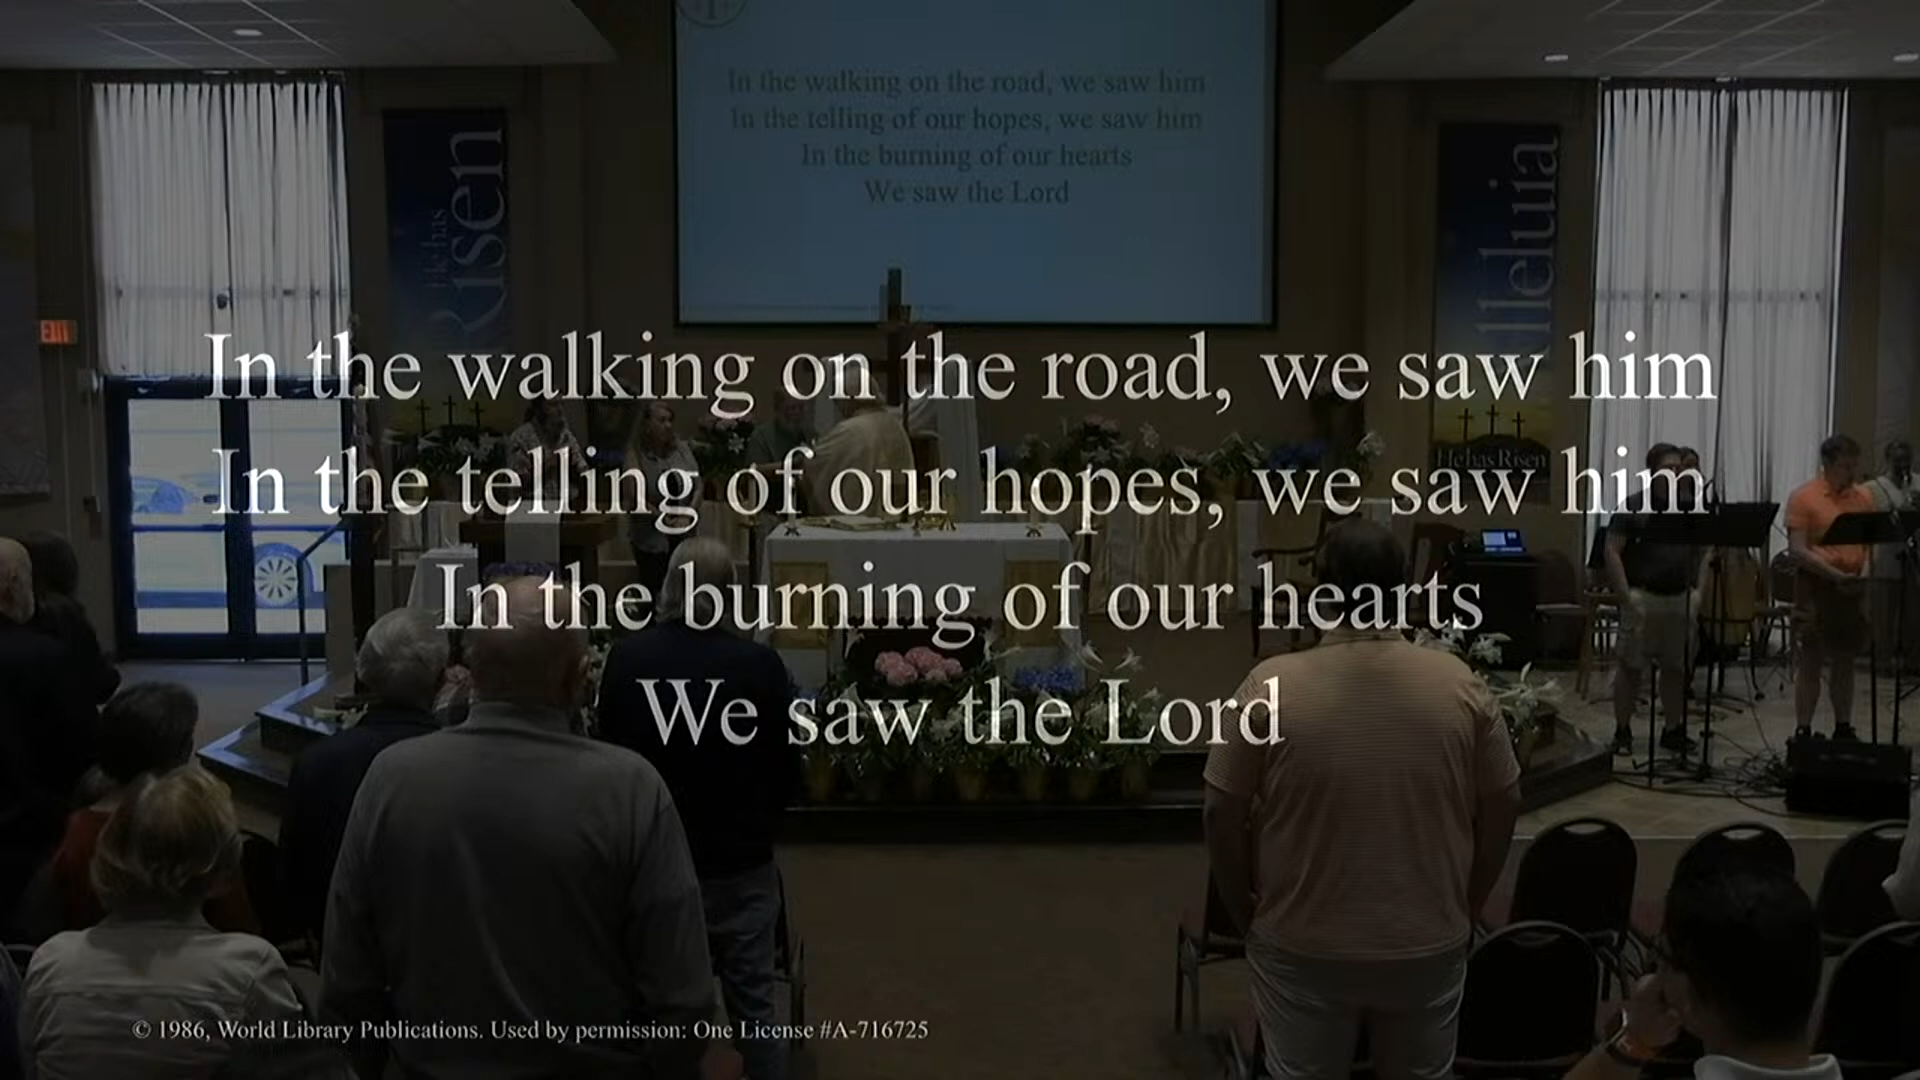 In the walking on the road, we saw him
In the telling of our hopes, we saw him
In the burning of our hearts
We saw the Lord
He has
Risen
Alleluia
EXIT
In the walking on the road, we saw him
In the telling of our hopes, we saw him
In the burning of our hearts
We saw the Lord
He has Risen
© 1986, World Library Publications. Used by permission: One License #A-716725